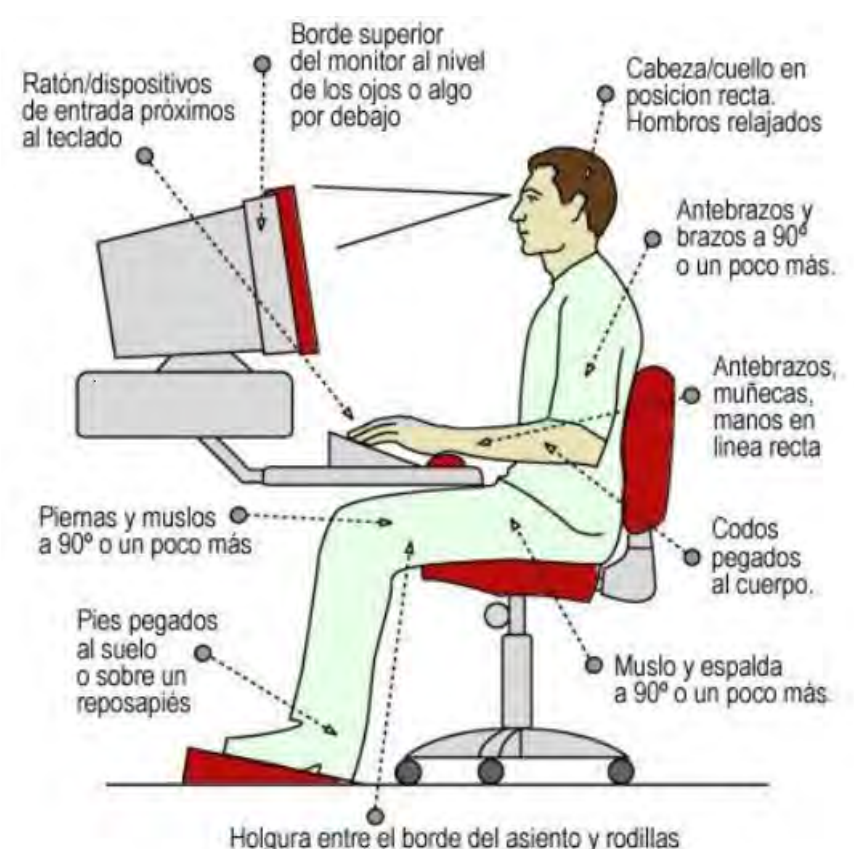 Borde superior
del monitor al nivel
de los ojos o algo
por debajo
Ratón/dispositivos
de entrada próximos
al teclado
Cabeza/cuello en
posicion recta.
Hombros relajados
Antebrazos y
brazos a 90º
o un poco más.
Antebrazos,
muñecas,
manos en
linea recta
Codos
pegados
al cuerpo.
Muslo y espalda
a 90º o un poco más
Piernas y muslos
a 90º o un poco más
Pies pegados
al suelo
o sobre un
reposapiés
Holgura entre el borde del asiento y rodillas